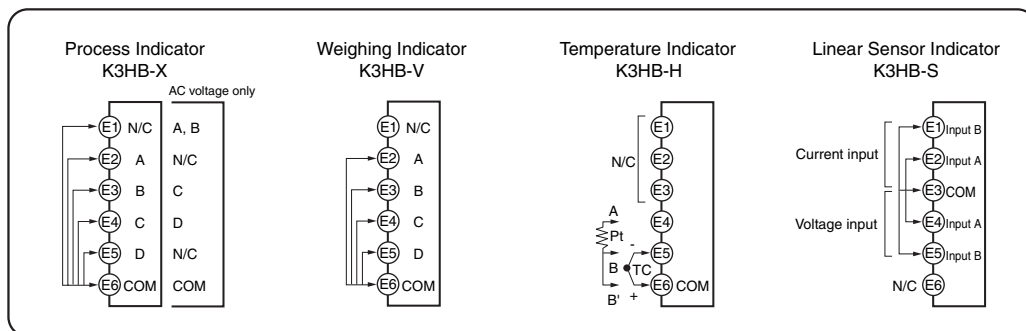 Process Indicator
K3HB-X
AC voltage only
E1 N/C A, B
E2 A N/C
E3 B C
E4 C D
E5 D N/C
E6 COM COM
Weighing Indicator
K3HB-V
E1 N/C
E2 A
E3 B
E4 C
E5 D
E6 COM
Temperature Indicator
K3HB-H
E1
N/C E2
E3
A E4
Pt
- E5
B TC
B' + E6 COM
Linear Sensor Indicator
K3HB-S
E1 Input B
Current input
E2 Input A
E3 COM
Voltage input
E4 Input A
E5 Input B
N/C E6